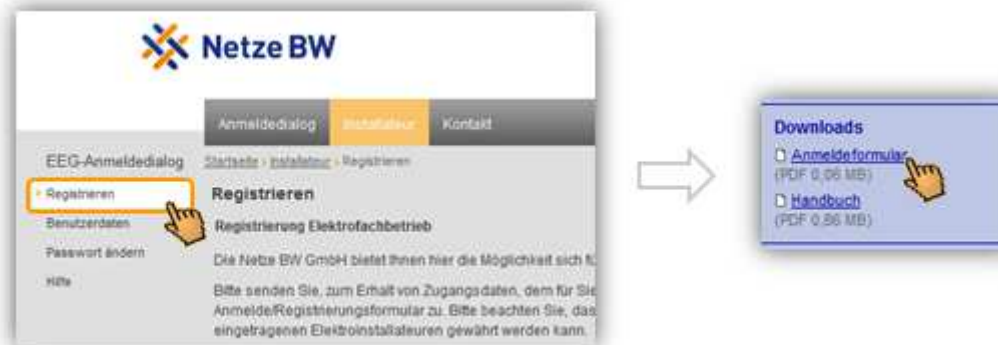 Netze BW
Anmeldedialog Installateur Kontakt
EEG-Anmeldedialog
Registrieren
Benutzerdaten
Passwort ändern
Hilfe
Startseite › Installateur › Registrieren
Registrieren
Registrierung Elektrofachbetrieb
Die Netze BW GmbH bietet Ihnen hier die Möglichkeit sich fü
Bitte senden Sie, zum Erhalt von Zugangsdaten, dem für Sie
Anmelde/Registrierungsformular zu. Bitte beachten Sie, das
eingetragenen Elektroinstallateuren gewährt werden kann.
Downloads
Anmeldeformular
(PDF 0,06 MB)
Handbuch
(PDF 0,86 MB)